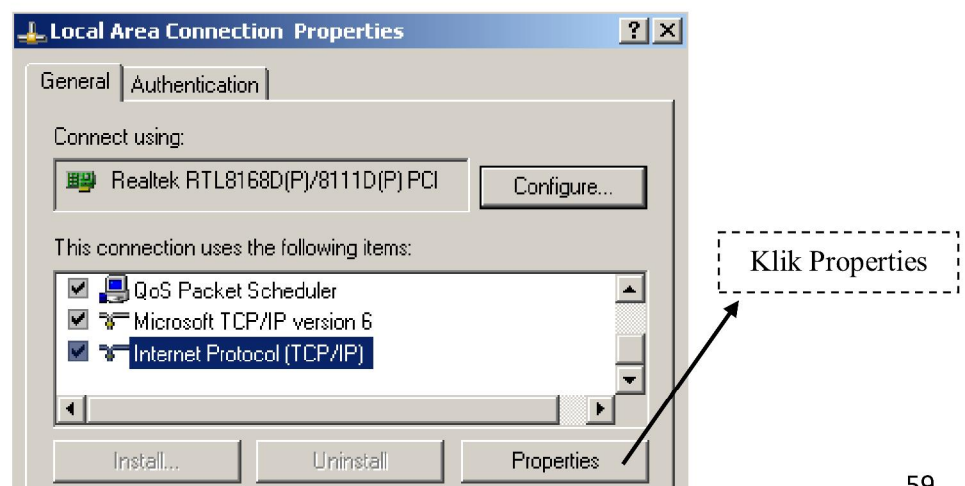 Local Area Connection Properties
General
Authentication
Connect using:
Realtek RTL8168D(P)/8111D(P) PCI
Configure...
This connection uses the following items:
QoS Packet Scheduler
Microsoft TCP/IP version 6
Internet Protocol (TCP/IP)
Install...
Uninstall
Properties
Klik Properties
59